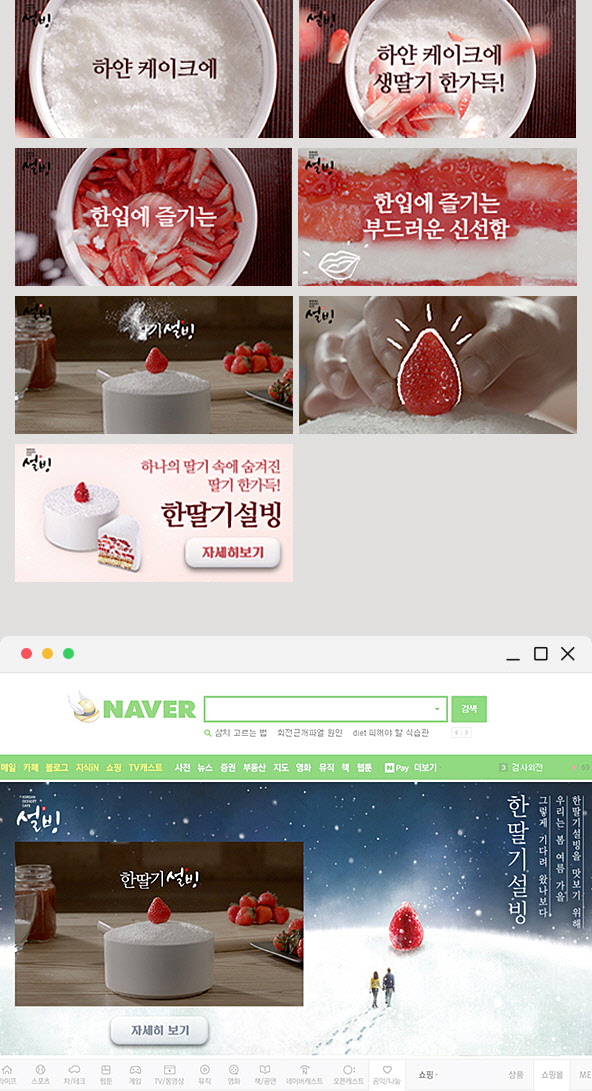 설빙
하얀 케이크에
설빙
하얀 케이크에
생딸기 한가득!
설빙
한입에 즐기는
설빙
한입에 즐기는
부드러운 신선함
기설빙
설빙
설빙
하나의 딸기 속에 숨겨진
딸기 한가득!
한딸기설빙
자세히보기
NAVER
검색
삼치 고르는 법 회전근개파열 원인 diet 피해야 할 식습관
메일 카페 블로그 지식iN 쇼핑 TV캐스트 사전 뉴스 증권 부동산 지도 영화 뮤직 책 웹툰 N Pay 더보기 3 검사외전
KOREAN
DESSERT
CAFE
설빙
한딸기설빙을 맛보기 위해
우리는 봄 여름 가을
그렇게 기다려 왔나보다
한딸기설빙
한딸기설빙
자세히 보기
라이프 스포츠 차/테크 웹툰 게임 TV/동영상 뮤직 영화 책/공연 네이버캐스트 오픈캐스트 공익/나눔 쇼핑 상품 쇼핑몰 ME